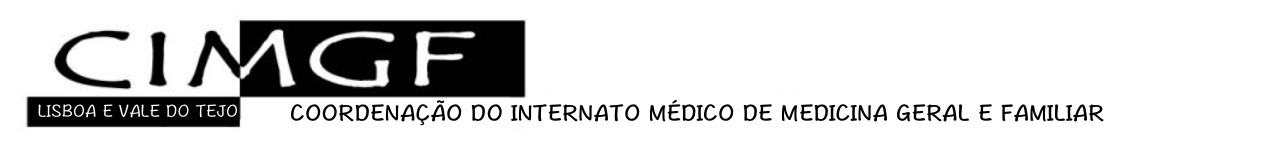 CIMGF
LISBOA E VALE DO TEJO
COORDENAÇÃO DO INTERNATO MÉDICO DE MEDICINA GERAL E FAMILIAR